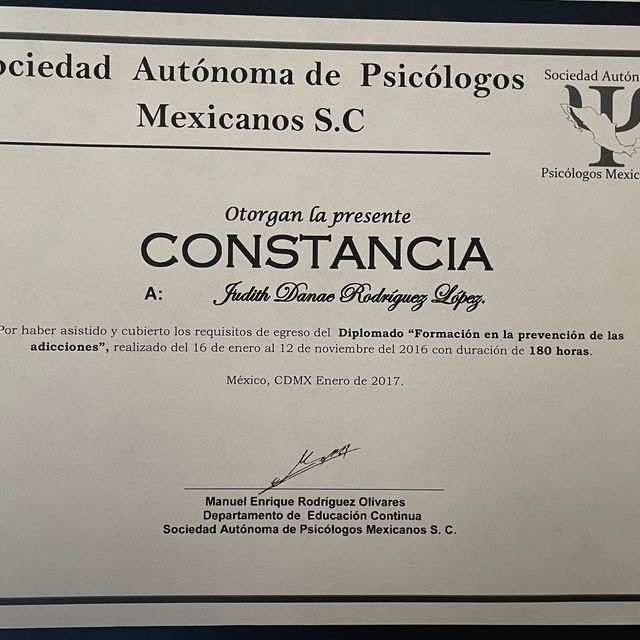 ociedad Autónoma de Psicólogos
Mexicanos S.C
Sociedad Autón
Psicólogos Mexic
Otorgan la presente
CONSTANCIA
A: Judith Danae Rodríguez López.
Por haber asistido y cubierto los requisitos de egreso del Diplomado “Formación en la prevención de las
adicciones”, realizado del 16 de enero al 12 de noviembre del 2016 con duración de 180 horas.
México, CDMX Enero de 2017.
Manuel Enrique Rodríguez Olivares
Departamento de Educación Continua
Sociedad Autónoma de Psicólogos Mexicanos S. C.